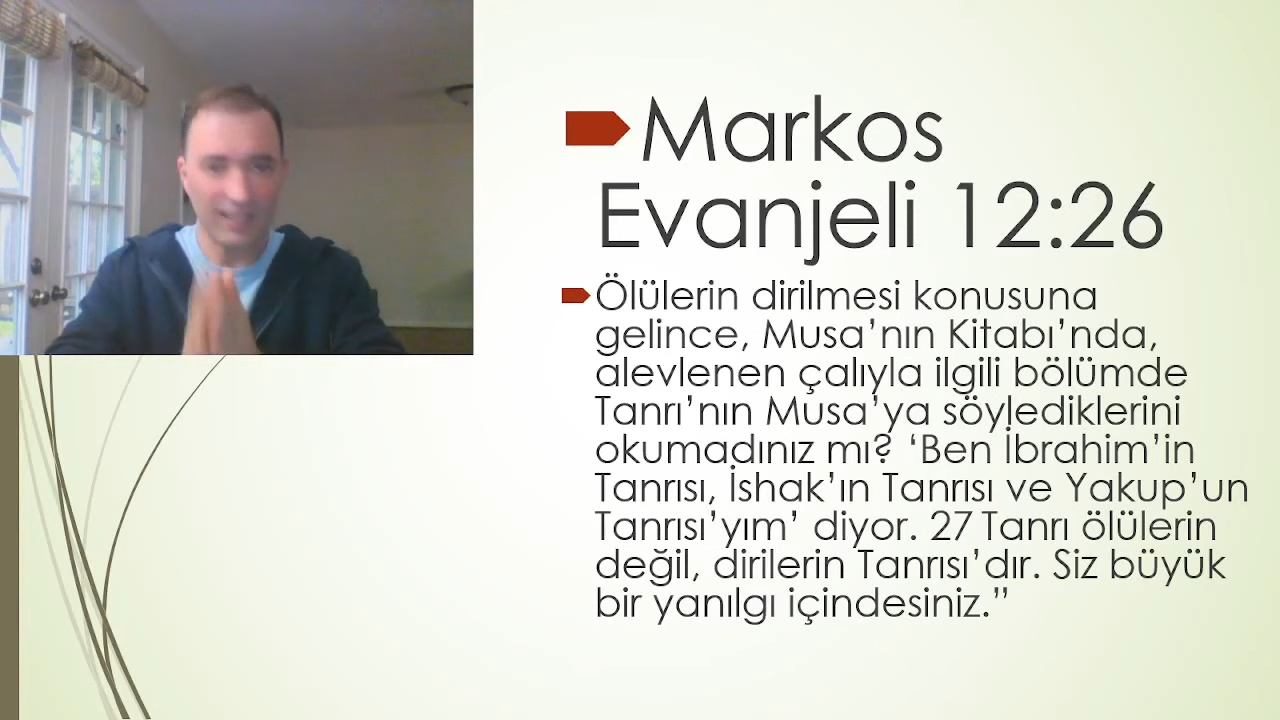 Markos
Evanjeli 12:26
Ölülerin dirilmesi konusuna
gelince, Musa’nın Kitabı’nda,
alevlenen çalıyla ilgili bölümde
Tanrı’nın Musa’ya söylediklerini
okumadınız mı? ‘Ben İbrahim’in
Tanrısı, İshak’ın Tanrısı ve Yakup’un
Tanrısı’yım’ diyor. 27 Tanrı ölülerin
değil, dirilerin Tanrısı’dır. Siz büyük
bir yanılgı içindesiniz.”